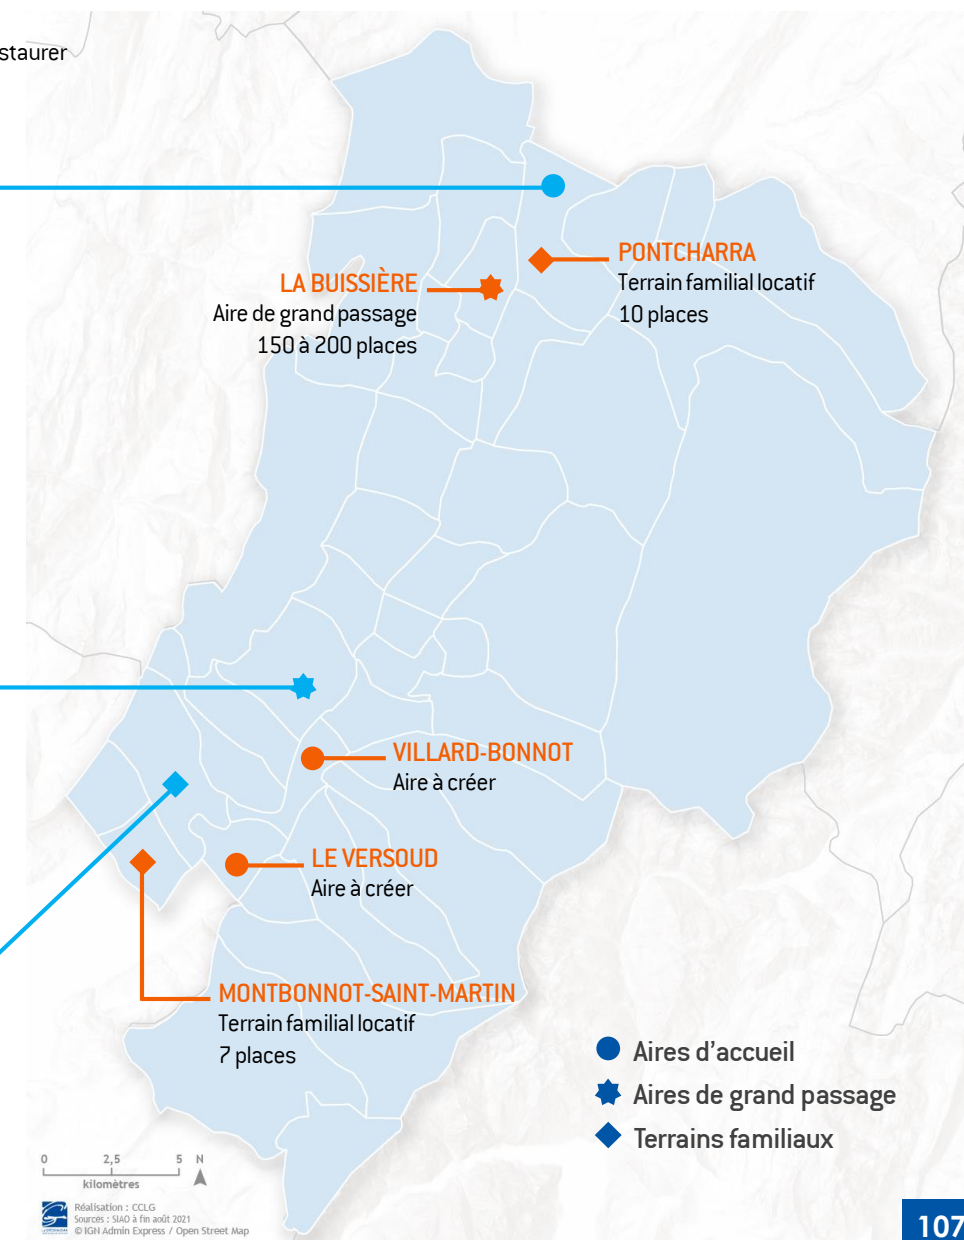 staurer
PONTCHARRA
Terrain familial locatif
10 places
LA BUISSIÈRE
Aire de grand passage
150 à 200 places
VILLARD-BONNOT
Aire à créer
LE VERSOUD
Aire à créer
MONTBONNOT-SAINT-MARTIN
Terrain familial locatif
7 places
Aires d'accueil
Aires de grand passage
Terrains familiaux
0 2,5 5 N
kilomètres
Réalisation : CCLG
Sources : SIAO à fin août 2021
© IGN Admin Express / Open Street Map
107